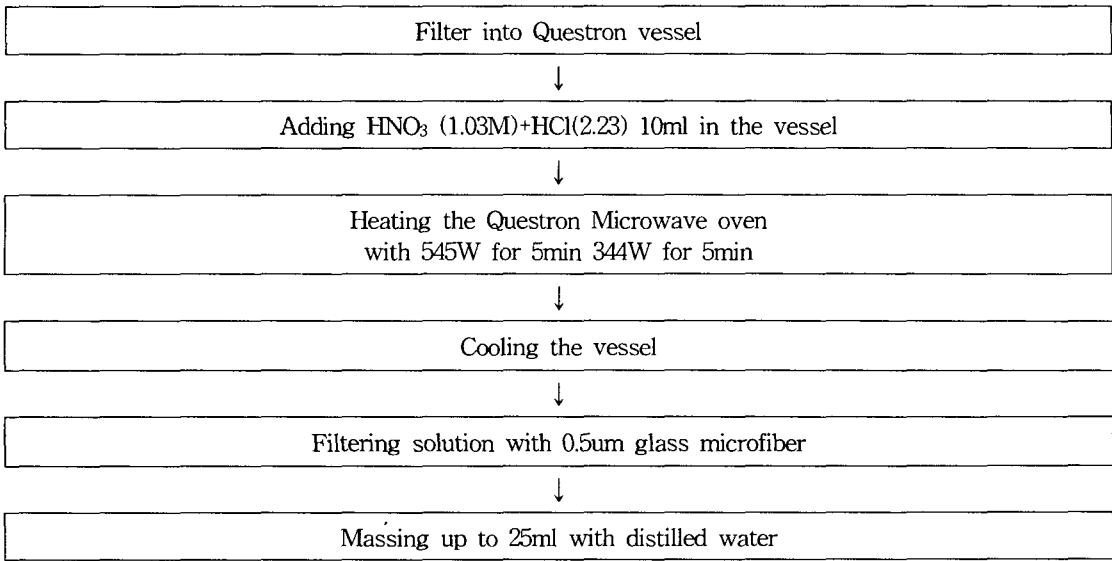 Filter into Questron vessel
↓
Adding HNO₃ (1.03M)+HCl(2.23) 10ml in the vessel
↓
Heating the Questron Microwave oven
with 545W for 5min 344W for 5min
↓
Cooling the vessel
↓
Filtering solution with 0.5um glass microfiber
↓
Massing up to 25ml with distilled water